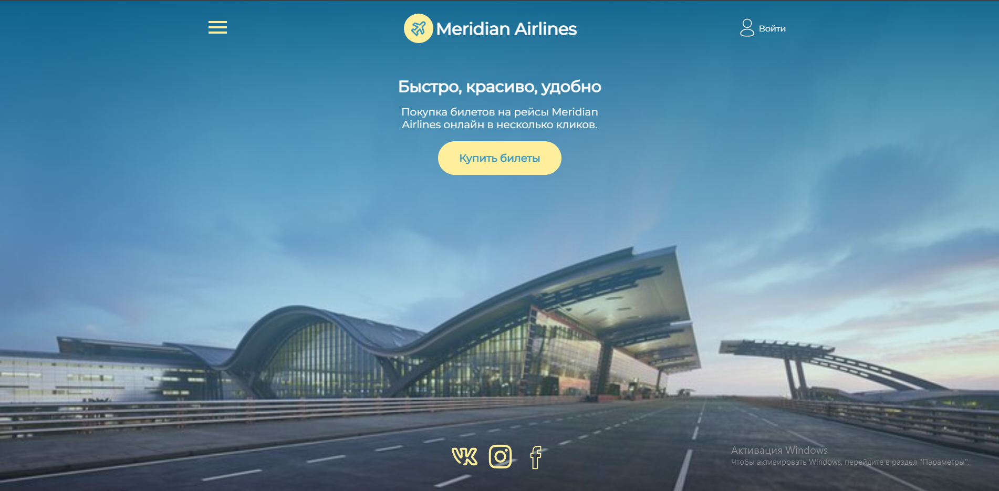 Meridian Airlines
Войти
Быстро, красиво, удобно
Покупка билетов на рейсы Meridian
Airlines онлайн в несколько кликов.
Купить билеты
Активация Windows
Чтобы активировать Windows, перейдите в раздел "Параметры".